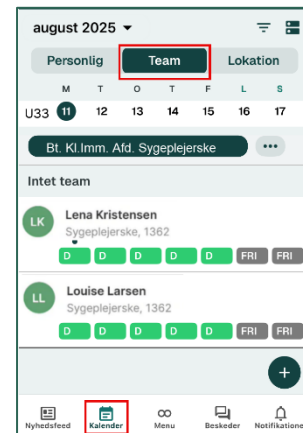 august 2025
Personlig Team Lokation
M T O T F L S
U33 11 12 13 14 15 16 17
Bt. Kl.Imm. Afd. Sygeplejerske
Intet team
LK Lena Kristensen
Sygeplejerske, 1362
D D D D D FRI FRI
LL Louise Larsen
Sygeplejerske, 1362
D D D D D FRI FRI
Nyhedsfeed Kalender Menu Beskeder Notifikatione